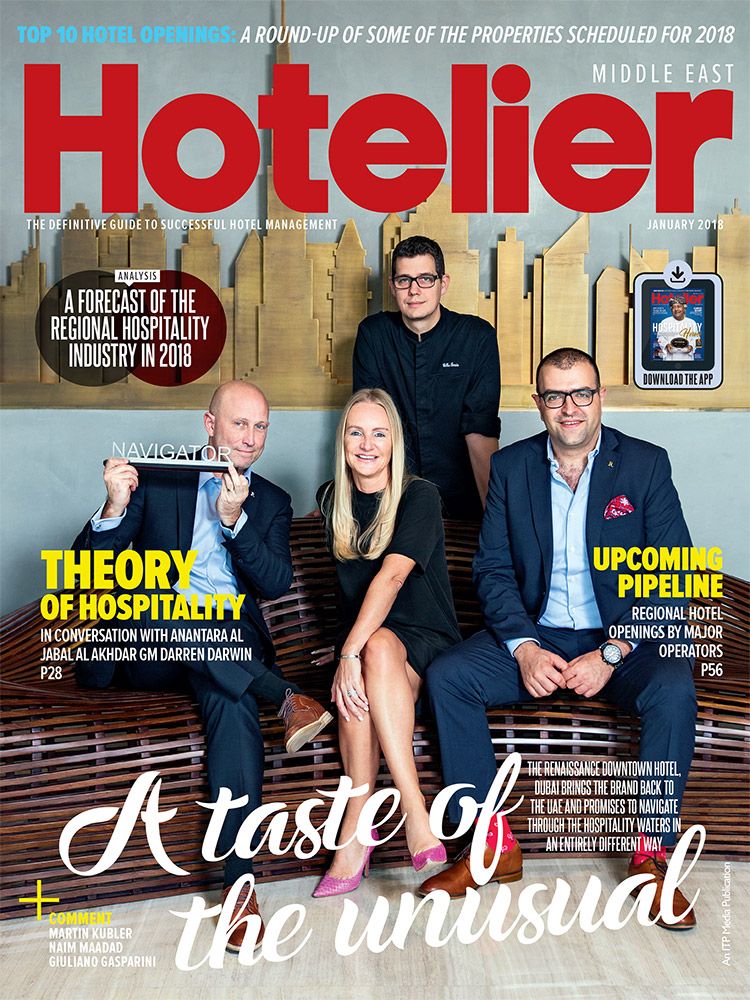 TOP 10 HOTEL OPENINGS: A ROUND-UP OF SOME OF THE PROPERTIES SCHEDULED FOR 2018
MIDDLE EAST
Hotelier
THE DEFINITIVE GUIDE TO SUCCESSFUL HOTEL MANAGEMENT
JANUARY 2018
ANALYSIS
A FORECAST OF THE
REGIONAL HOSPITALITY
INDUSTRY IN 2018
Hotelier
HOSPITALITY
DOWNLOAD THE APP
NAVIGATOR
THEORY
OF HOSPITALITY
IN CONVERSATION WITH ANANTARA AL
JABAL AL AKHDAR GM DARREN DARWIN
P28
UPCOMING
PIPELINE
REGIONAL HOTEL
OPENINGS BY MAJOR
OPERATORS
P56
A taste of
the unusual
THE RENAISSANCE DOWNTOWN HOTEL,
DUBAI BRINGS THE BRAND BACK TO
THE UAE AND PROMISES TO NAVIGATE
THROUGH THE HOSPITALITY WATERS IN
AN ENTIRELY DIFFERENT WAY
+
COMMENT
MARTIN KUBLER
NAIM MAADAD
GIULIANO GASPARINI
An ITP Media Publication